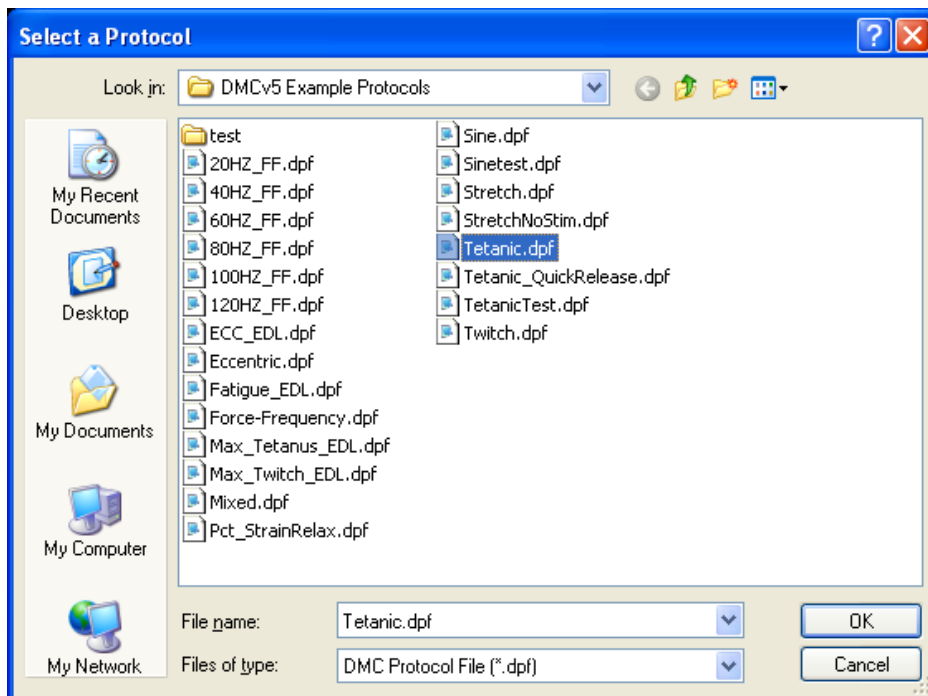 Select a Protocol
Look in:
DMCv5 Example Protocols
My Recent
Documents
Desktop
My Documents
My Computer
My Network
test
20HZ_FF.dpf
40HZ_FF.dpf
60HZ_FF.dpf
80HZ_FF.dpf
100HZ_FF.dpf
120HZ_FF.dpf
ECC_EDL.dpf
Eccentric.dpf
Fatigue_EDL.dpf
Force-Frequency.dpf
Max_Tetanus_EDL.dpf
Max_Twitch_EDL.dpf
Mixed.dpf
Pct_StrainRelax.dpf
Sine.dpf
Sinetest.dpf
Stretch.dpf
StretchNoStim.dpf
Tetanic.dpf
Tetanic_QuickRelease.dpf
TetanicTest.dpf
Twitch.dpf
File name:
Tetanic.dpf
OK
Files of type:
DMC Protocol File (*.dpf)
Cancel